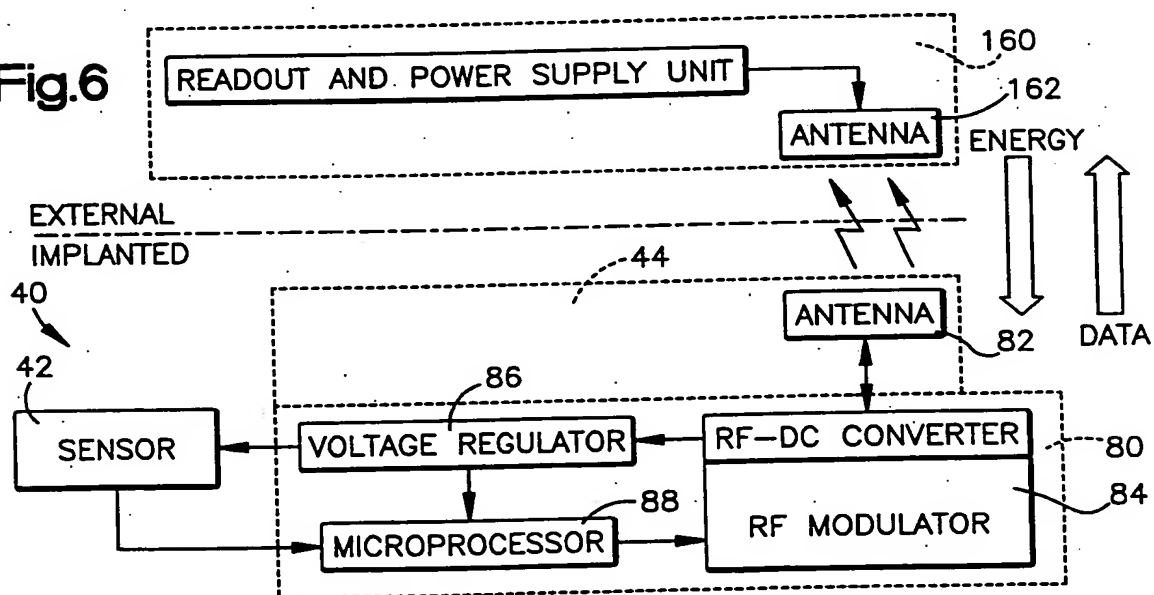 Fig.6
160
READOUT AND POWER SUPPLY UNIT
162
ANTENNA
ENERGY
EXTERNAL
IMPLANTED
44
40
ANTENNA
82
DATA
42
86
SENSOR
VOLTAGE REGULATOR
RF-DC CONVERTER
80
84
88
RF MODULATOR
MICROPROCESSOR